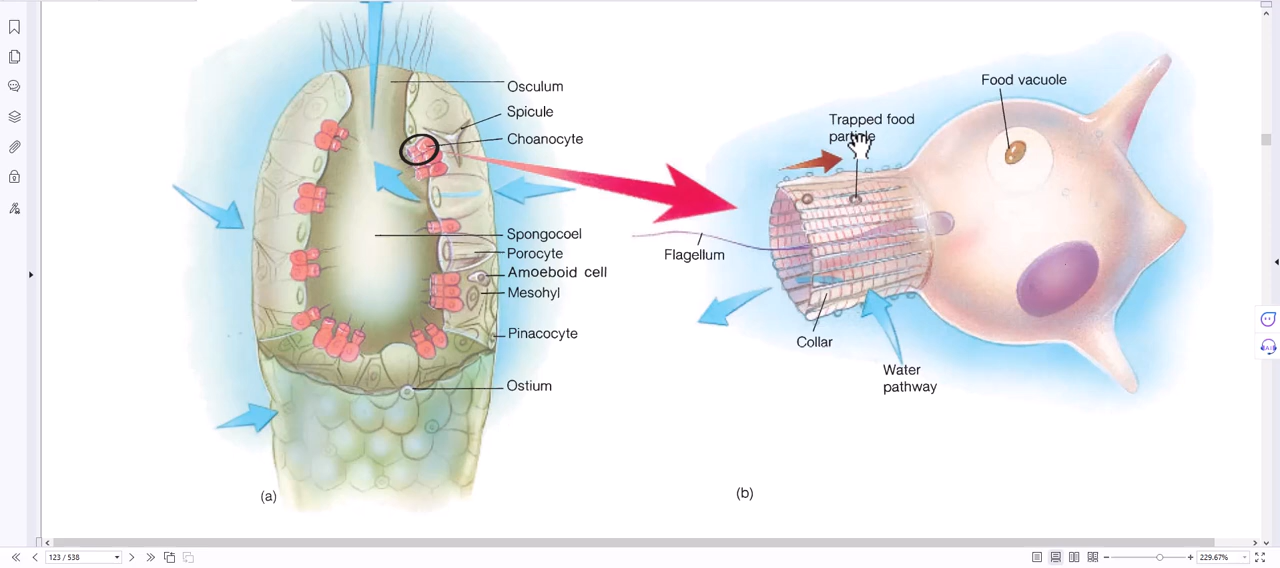 Osculum
Spicule
Choanocyte
Spongocoel
Porocyte
Amoeboid cell
Mesohyl
Pinacocyte
Ostium
(a)
Food vacuole
Trapped food
particle
Flagellum
Collar
Water
pathway
(b)
123 / 538
229.67%